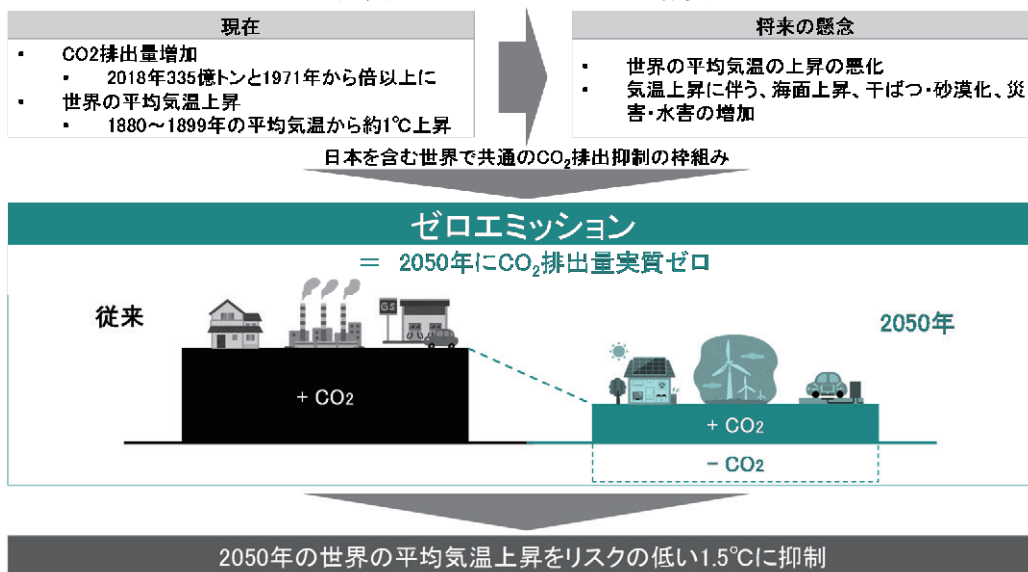 現在
▪ CO2排出量増加
▪ 2018年335億トンと1971年から倍以上に
▪ 世界の平均気温上昇
▪ 1880～1899年の平均気温から約1℃上昇
将来の懸念
▪ 世界の平均気温の上昇の悪化
▪ 気温上昇に伴う、海面上昇、干ばつ・砂漠化、災
害・水害の増加
日本を含む世界で共通のCO₂排出抑制の枠組み
ゼロエミッション
＝ 2050年にCO₂排出量実質ゼロ
従来
GS
2050年
+ CO2
+ CO2
− CO2
2050年の世界の平均気温上昇をリスクの低い1.5℃に抑制